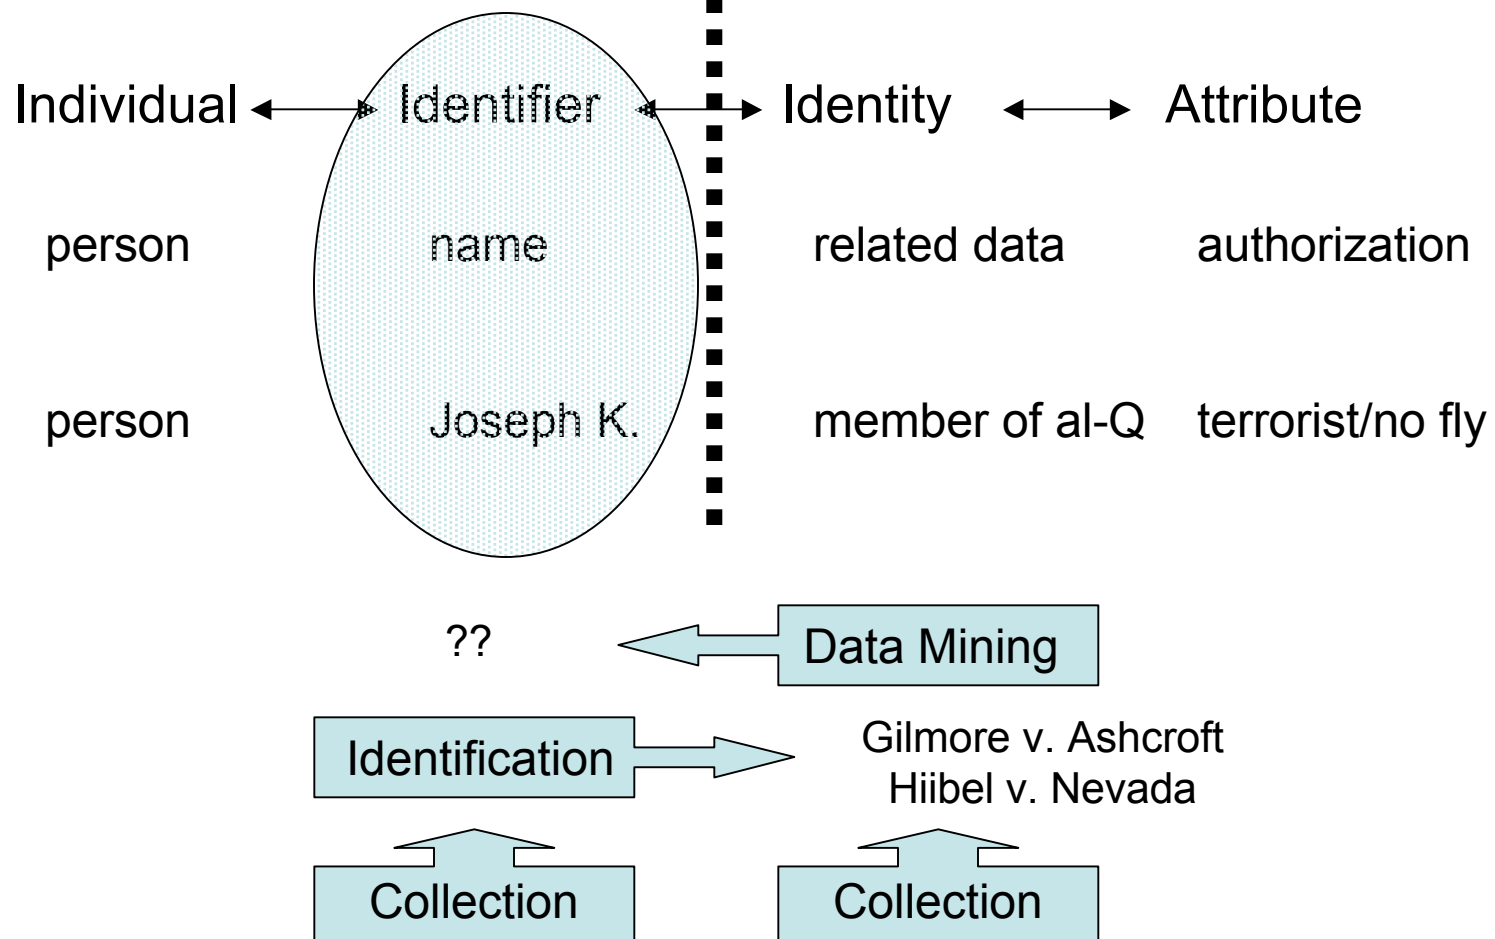 Individual Identifier Identity Attribute
person name related data authorization
person Joseph K. member of al-Q terrorist/no fly
?? Data Mining
Identification Gilmore v. Ashcroft
Hiibel v. Nevada
Collection Collection